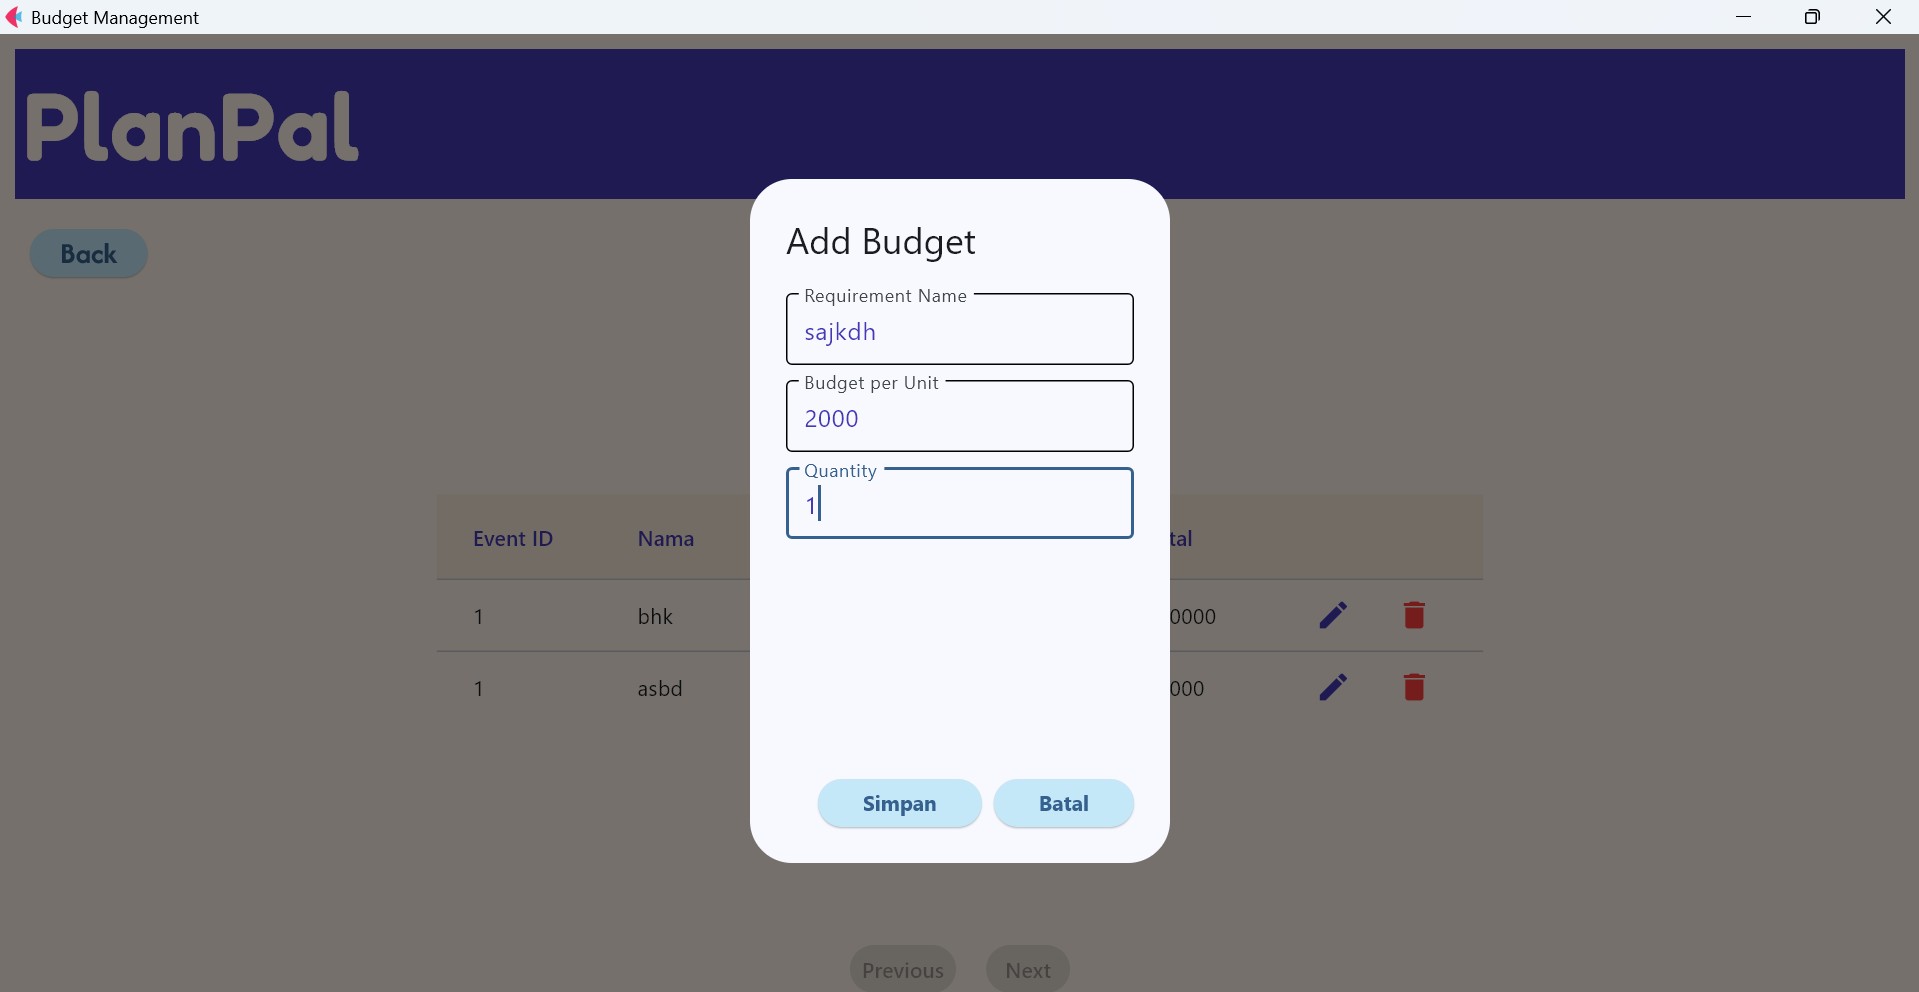 Budget Management
PlanPal
Back
Add Budget
Requirement Name
sajkdh
Budget per Unit
2000
Quantity
1
Event ID Nama tal
1 bhk 0000
1 asbd 000
Simpan Batal
Previous Next